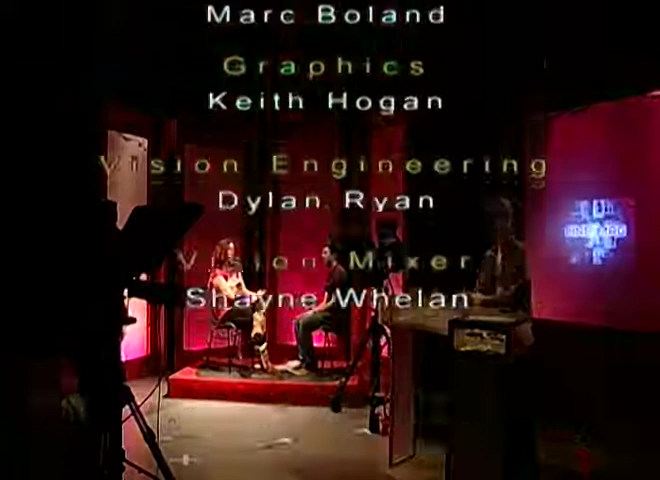 Marc Boland
Graphics
Keith Hogan
Vision Engineering
Dylan Ryan
Vision Mixer
Shayne Whelan